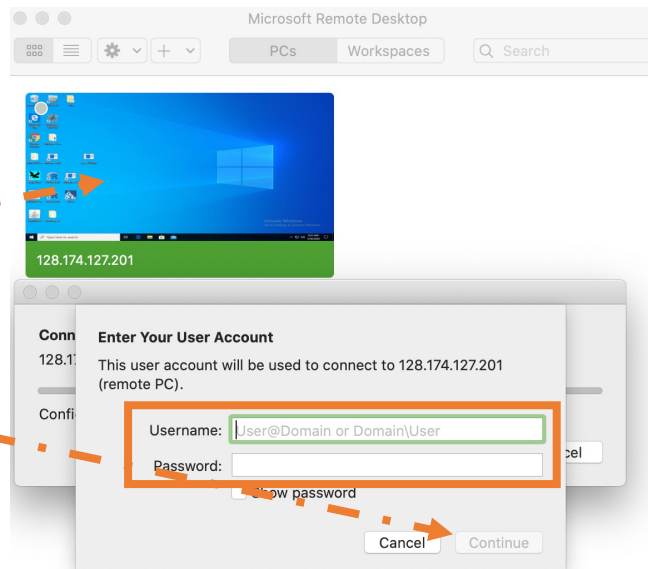 Microsoft Remote Desktop
PCs
Workspaces
Search
128.174.127.201
Conn
128.17
Confi
Enter Your User Account
This user account will be used to connect to 128.174.127.201
(remote PC).
Username: User@Domain or Domain\User
Password:
Show password
cel
Cancel
Continue